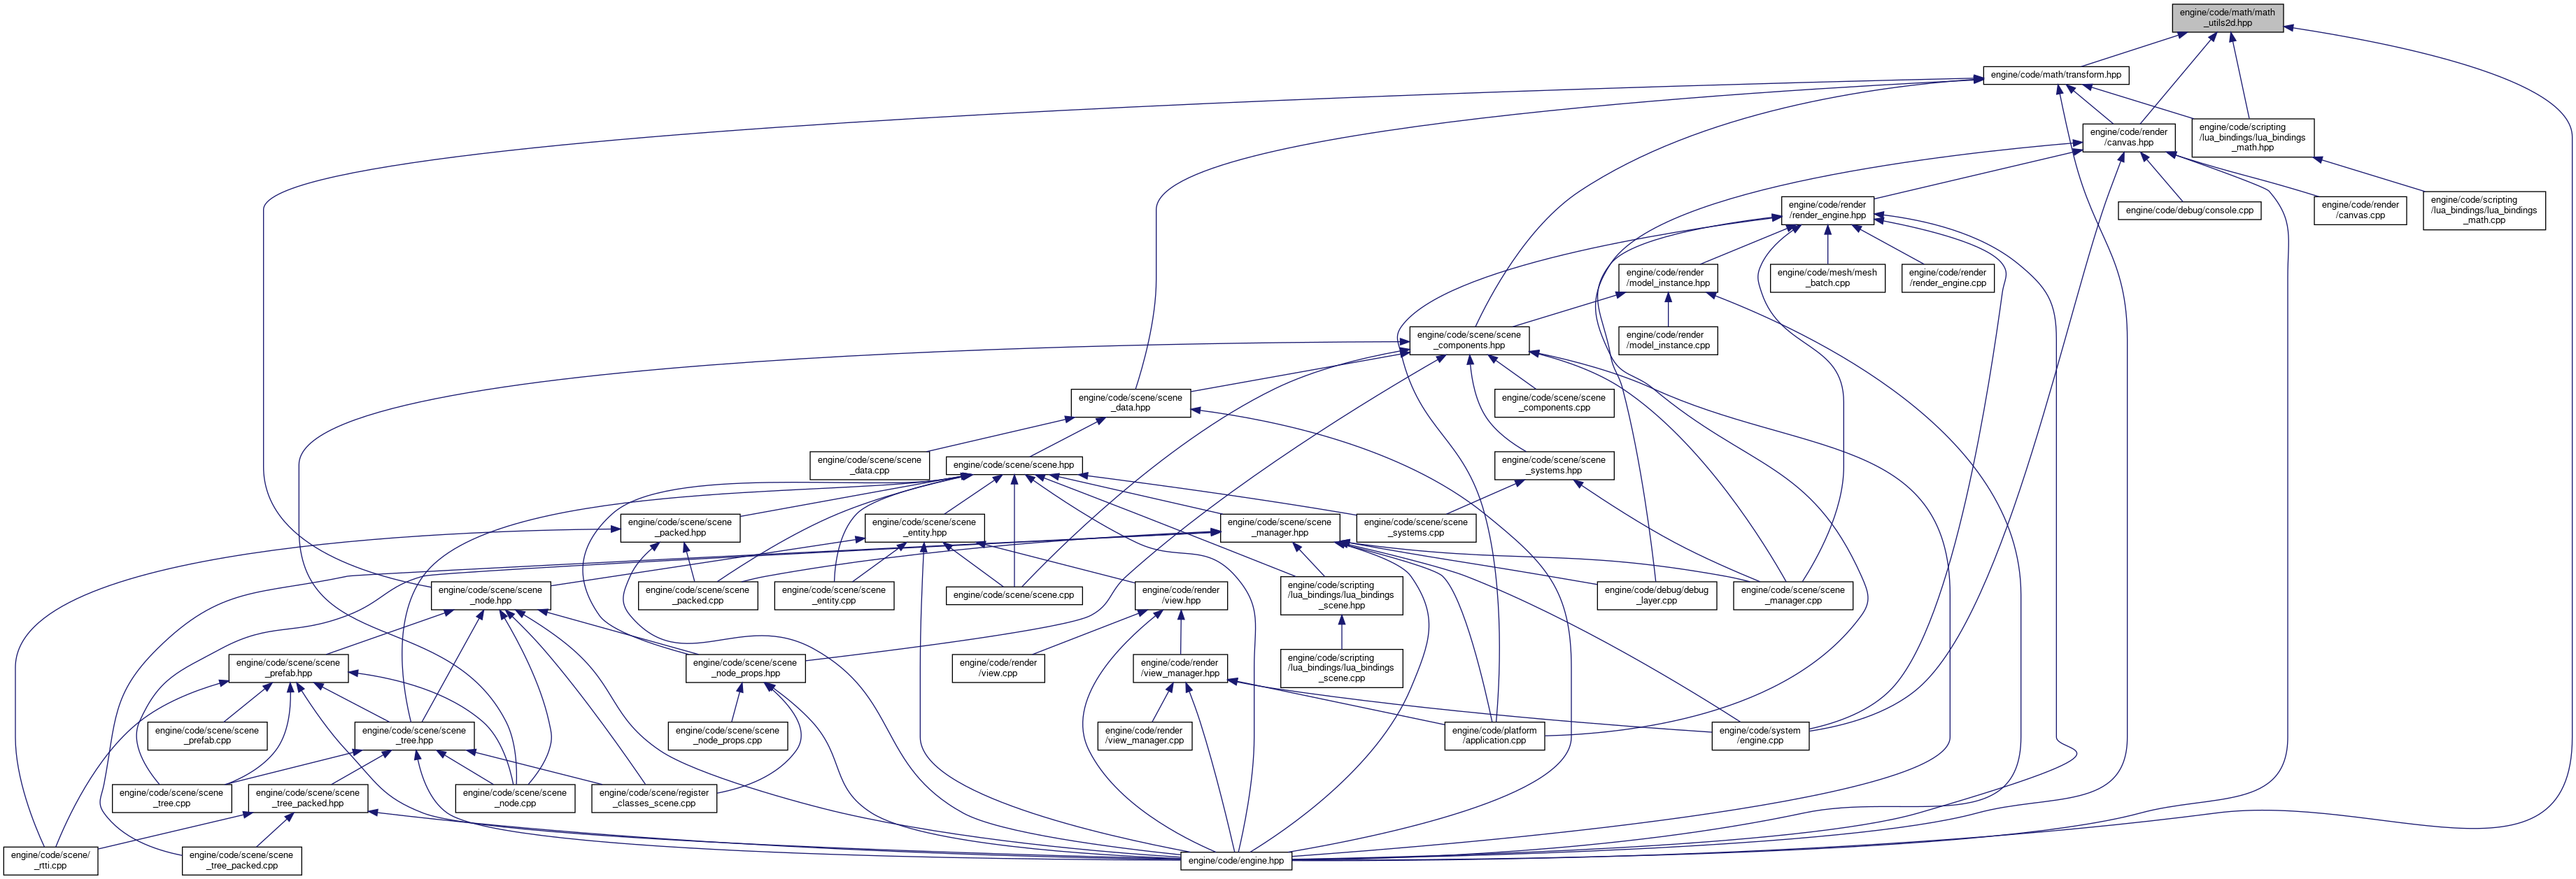 engine/code/math/math
_utils2d.hpp
engine/code/math/transform.hpp
engine/code/render
/canvas.hpp
engine/code/scripting
/lua_bindings/lua_bindings
_math.hpp
engine/code/render
/render_engine.hpp
engine/code/debug/console.cpp
engine/code/render
/canvas.cpp
engine/code/scripting
/lua_bindings/lua_bindings
_math.cpp
engine/code/render
/model_instance.hpp
engine/code/mesh/mesh
_batch.cpp
engine/code/render
/render_engine.cpp
engine/code/scene/scene
_components.hpp
engine/code/render
/model_instance.cpp
engine/code/scene/scene
_data.hpp
engine/code/scene/scene
_components.cpp
engine/code/scene/scene
_data.cpp
engine/code/scene/scene.hpp
engine/code/scene/scene
_systems.hpp
engine/code/scene/scene
_packed.hpp
engine/code/scene/scene
_entity.hpp
engine/code/scene/scene
_manager.hpp
engine/code/scene/scene
_systems.cpp
engine/code/scene/scene
_node.hpp
engine/code/scene/scene
_packed.cpp
engine/code/scene/scene
_entity.cpp
engine/code/scene/scene.cpp
engine/code/render
/view.hpp
engine/code/scripting
/lua_bindings/lua_bindings
_scene.hpp
engine/code/debug/debug
_layer.cpp
engine/code/scene/scene
_manager.cpp
engine/code/scene/scene
_prefab.hpp
engine/code/scene/scene
_node_props.hpp
engine/code/render
/view.cpp
engine/code/render
/view_manager.hpp
engine/code/scripting
/lua_bindings/lua_bindings
_scene.cpp
engine/code/scene/scene
_prefab.cpp
engine/code/scene/scene
_tree.hpp
engine/code/scene/scene
_node_props.cpp
engine/code/render
/view_manager.cpp
engine/code/platform
/application.cpp
engine/code/system
/engine.cpp
engine/code/scene/scene
_tree.cpp
engine/code/scene/scene
_tree_packed.hpp
engine/code/scene/scene
_node.cpp
engine/code/scene/register
_classes_scene.cpp
engine/code/scene/
_rtti.cpp
engine/code/scene/scene
_tree_packed.cpp
engine/code/engine.hpp